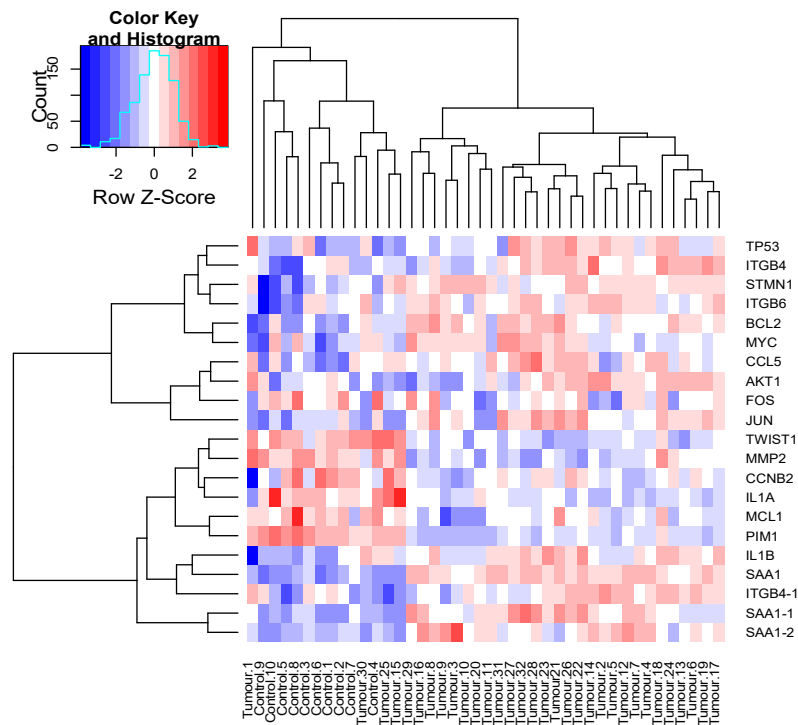 Color Key
and Histogram
Count
0
50
150
-2
0
2
Row Z-Score
TP53
ITGB4
STMN1
ITGB6
BCL2
MYC
CCL5
AKT1
FOS
JUN
TWIST1
MMP2
CCNB2
IL1A
MCL1
PIM1
IL1B
SAA1
ITGB4-1
SAA1-1
SAA1-2
Tumour.1
Control.9
Control.10
Control.5
Control.8
Control.3
Control.6
Control.1
Control.2
Control.7
Tumour.30
Control.4
Tumour.25
Tumour.15
Tumour.29
Tumour.16
Tumour.8
Tumour.9
Tumour.3
Tumour.10
Tumour.20
Tumour.11
Tumour.31
Tumour.27
Tumour.32
Tumour.28
Tumour.23
Tumour21
Tumour.26
Tumour.22
Tumour.14
Tumour.2
Tumour.5
Tumour.12
Tumour.7
Tumour.4
Tumour.18
Tumour.24
Tumour.13
Tumour.6
Tumour.19
Tumour.17